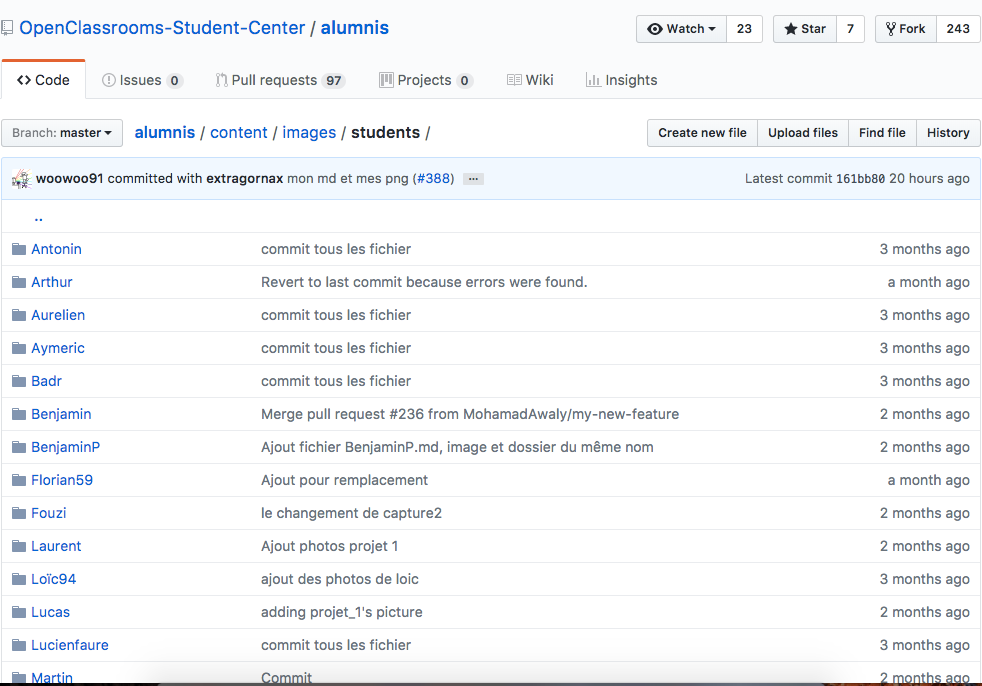 OpenClassrooms-Student-Center / alumnis Watch 23 Star 7 Fork 243
Code Issues 0 Pull requests 97 Projects 0 Wiki Insights
Branch: master alumnis / content / images / students / Create new file Upload files Find file History
woowoo91 committed with extragornax mon md et mes png (#388) ... Latest commit 161bb80 20 hours ago
..
Antonin commit tous les fichier 3 months ago
Arthur Revert to last commit because errors were found. a month ago
Aurelien commit tous les fichier 3 months ago
Aymeric commit tous les fichier 3 months ago
Badr commit tous les fichier 3 months ago
Benjamin Merge pull request #236 from MohamadAwaly/my-new-feature 2 months ago
BenjaminP Ajout fichier BenjaminP.md, image et dossier du même nom 2 months ago
Florian59 Ajout pour remplacement a month ago
Fouzi le changement de capture2 2 months ago
Laurent Ajout photos projet 1 2 months ago
Loïc94 ajout des photos de loic 3 months ago
Lucas adding projet_1's picture 2 months ago
Lucienfaure commit tous les fichier 3 months ago
Martin Commit 2 months ago